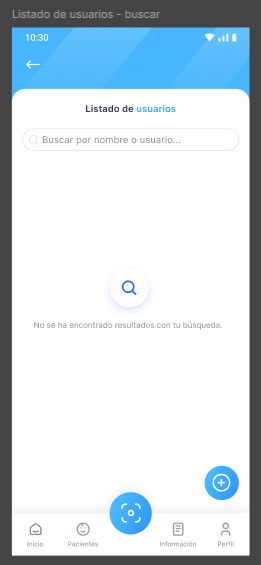 Listado de usuarios - buscar
10:30
Listado de usuarios
Buscar por nombre o usuario...
No se ha encontrado resultados con tu búsqueda.
Inicio
Pacientes
Información
Perfil